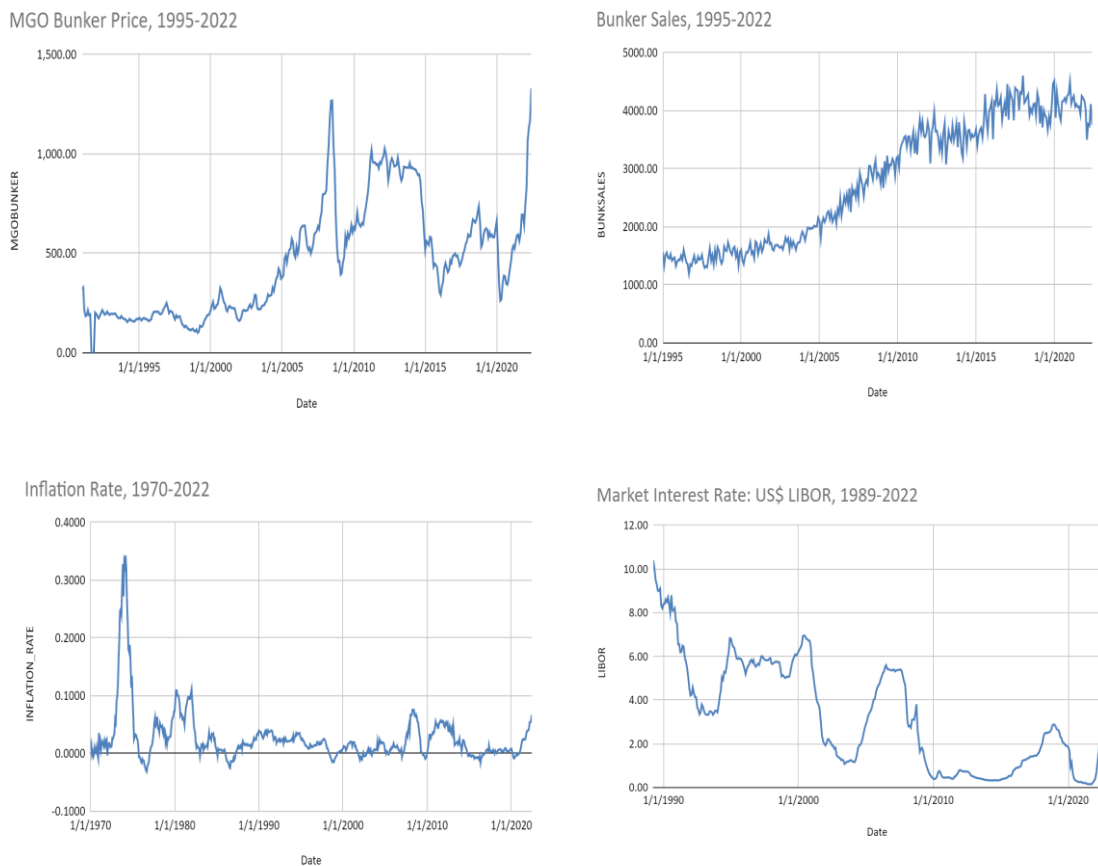 MGO Bunker Price, 1995-2022
1,500.00
1,000.00
500.00
0.00
MGOBUNKER
1/1/1995 1/1/2000 1/1/2005 1/1/2010 1/1/2015 1/1/2020
Date
Bunker Sales, 1995-2022
5000.00
4000.00
3000.00
2000.00
1000.00
0.00
BUNKSALES
1/1/1995 1/1/2000 1/1/2005 1/1/2010 1/1/2015 1/1/2020
Date
Inflation Rate, 1970-2022
0.4000
0.3000
0.2000
0.1000
0.0000
-0.1000
INFLATION_RATE
1/1/1970 1/1/1980 1/1/1990 1/1/2000 1/1/2010 1/1/2020
Date
Market Interest Rate: US$ LIBOR, 1989-2022
12.00
10.00
8.00
6.00
4.00
2.00
0.00
LIBOR
1/1/1990 1/1/2000 1/1/2010 1/1/2020
Date